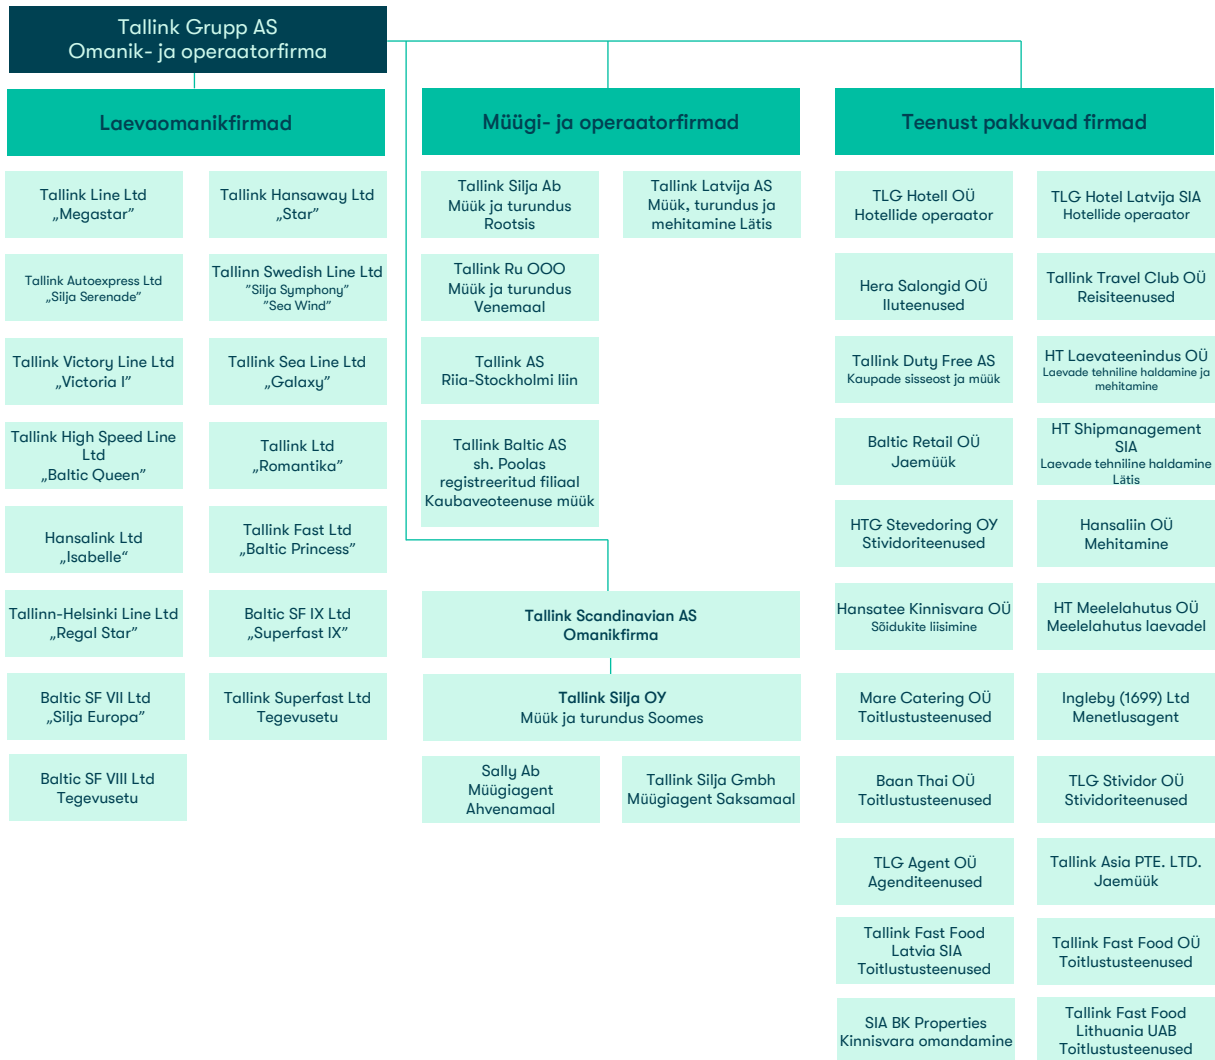 Tallink Grupp AS
Omanik- ja operaatorfirma
Laevaomanikfirmad
Tallink Line Ltd
„Megastar”
Tallink Hansaway Ltd
„Star”
Tallink Autoexpress Ltd
„Silja Serenade”
Tallinn Swedish Line Ltd
”Silja Symphony”
”Sea Wind”
Tallink Victory Line Ltd
„Victoria I”
Tallink Sea Line Ltd
„Galaxy”
Tallink High Speed Line
Ltd
„Baltic Queen”
Tallink Ltd
„Romantika”
Hansalink Ltd
„Isabelle“
Tallink Fast Ltd
„Baltic Princess”
Tallinn-Helsinki Line Ltd
„Regal Star”
Baltic SF IX Ltd
„Superfast IX”
Baltic SF VII Ltd
„Silja Europa”
Tallink Superfast Ltd
Tegevusetu
Baltic SF VIII Ltd
Tegevusetu
Müügi- ja operaatorfirmad
Tallink Silja Ab
Müük ja turundus
Rootsis
Tallink Latvija AS
Müük, turundus ja
mehitamine Lätis
Tallink Ru OOO
Müük ja turundus
Venemaal
Tallink AS
Riia-Stockholmi liin
Tallink Baltic AS
sh. Poolas
registreeritud filiaal
Kaubaveoteenuse müük
Tallink Scandinavian AS
Omanikfirma
Tallink Silja OY
Müük ja turundus Soomes
Sally Ab
Müügiagent
Ahvenamaal
Tallink Silja Gmbh
Müügiagent Saksamaal
Teenust pakkuvad firmad
TLG Hotell OÜ
Hotellide operaator
TLG Hotel Latvija SIA
Hotellide operaator
Hera Salongid OÜ
Iluteenused
Tallink Travel Club OÜ
Reisiteenused
Tallink Duty Free AS
Kaupade sisseost ja müük
HT Laevateenindus OÜ
Laevade tehniline haldamine ja
mehitamine
Baltic Retail OÜ
Jaemüük
HT Shipmanagement
SIA
Laevade tehniline haldamine
Lätis
HTG Stevedoring OY
Stividoriteenused
Hansaliin OÜ
Mehitamine
Hansatee Kinnisvara OÜ
Sõidukite liisimine
HT Meelelahutus OÜ
Meelelahutus laevadel
Mare Catering OÜ
Toitlustusteenused
Ingleby (1699) Ltd
Menetlusagent
Baan Thai OÜ
Toitlustusteenused
TLG Stividor OÜ
Stividoriteenused
TLG Agent OÜ
Agenditeenused
Tallink Asia PTE. LTD.
Jaemüük
Tallink Fast Food
Latvia SIA
Toitlustusteenused
Tallink Fast Food OÜ
Toitlustusteenused
SIA BK Properties
Kinnisvara omandamine
Tallink Fast Food
Lithuania UAB
Toitlustusteenused